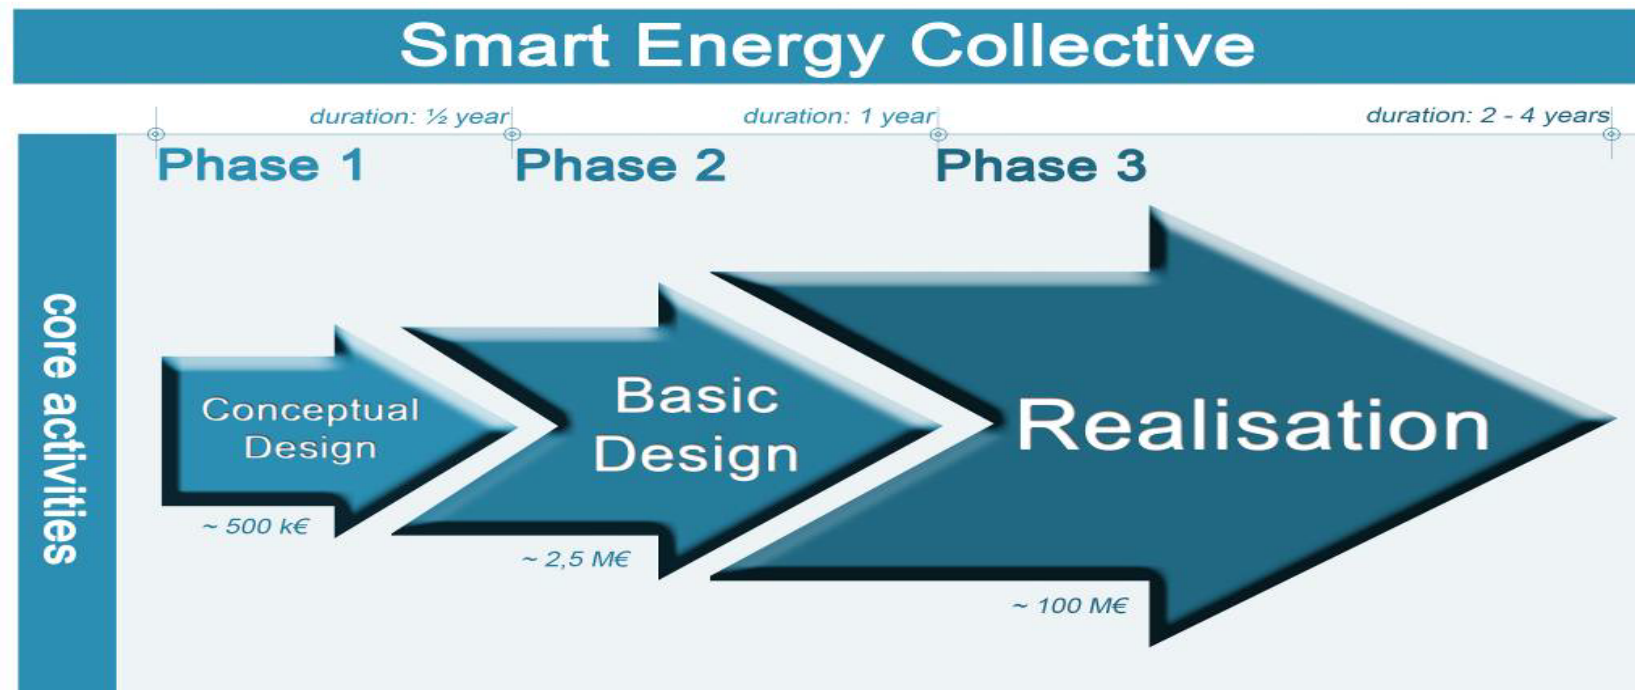 Smart Energy Collective
duration: ½ year
duration: 1 year
duration: 2 - 4 years
Phase 1
Phase 2
Phase 3
core activities
Conceptual
Design
~ 500 k€
Basic
Design
~ 2,5 M€
Realisation
~ 100 M€